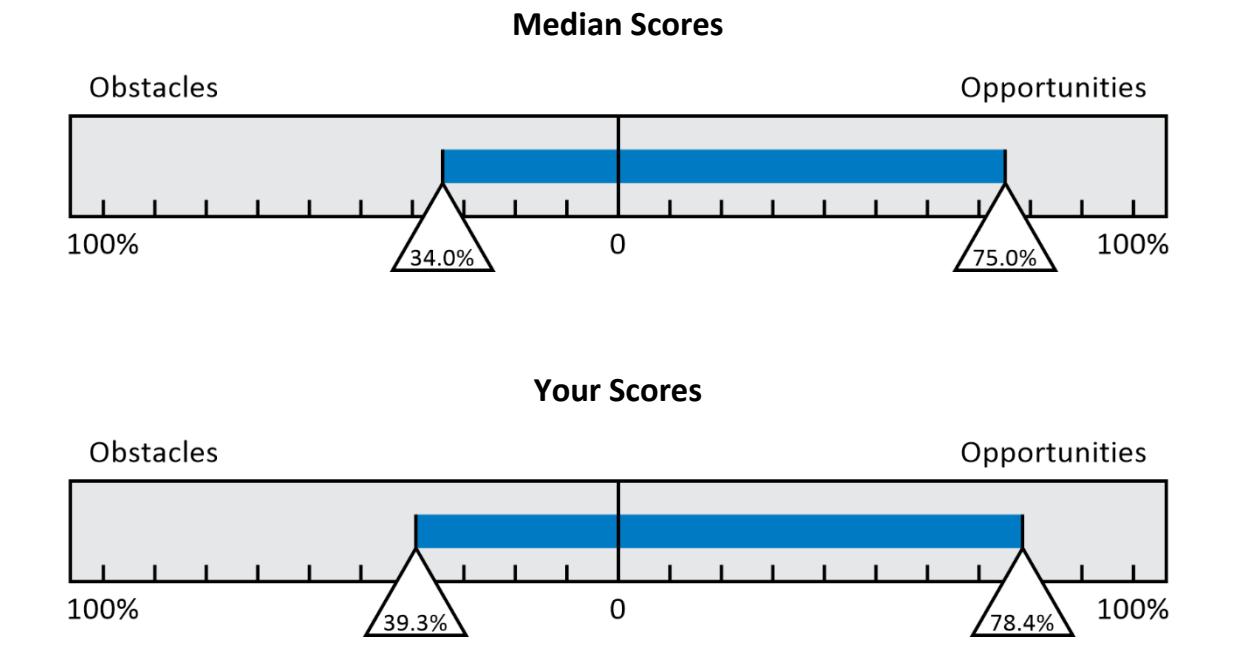 Median Scores
Obstacles Opportunities
100% 34.0% 0 75.0% 100%
Your Scores
Obstacles Opportunities
100% 39.3% 0 78.4% 100%